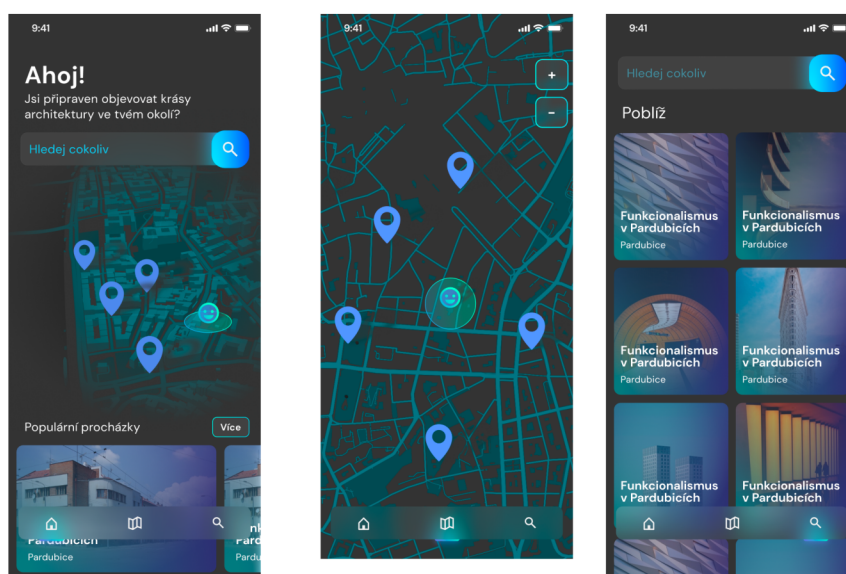 9:41
Ahoj!
Jsi připraven objevovat krásy
architektury ve tvém okolí?
Hledej cokoliv
Populární procházky
Více
Pardubicích
Pardubice
Pardu
9:41
+
-
9:41
Hledej cokoliv
Poblíž
Funkcionalismus
v Pardubicích
Pardubice
Funkcionalismus
v Pardubicích
Pardubice
Funkcionalismus
v Pardubicích
Pardubice
Funkcionalismus
v Pardubicích
Pardubice
Funkcionalismus
v Pardubicích
Funkcionalismus
v Pardubicích